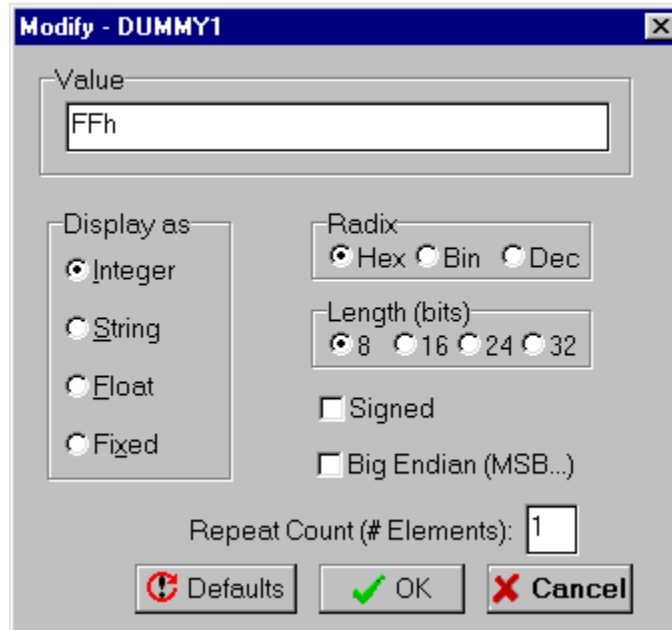 Modify - DUMMY1
Value
FFh
Display as
Integer
String
Float
Fixed
Radix
Hex Bin Dec
Length (bits)
8 16 24 32
Signed
Big Endian (MSB...)
Repeat Count (# Elements): 1
Defaults OK Cancel